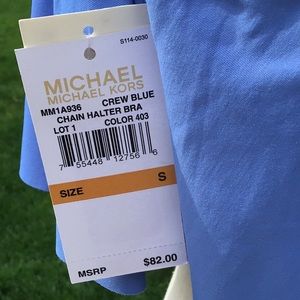 S114-0030
MICHAEL
MICHAEL KORS
MM1A936 CREW BLUE
CHAIN HALTER BRA
LOT 1 COLOR 403
7 55448 12756 6
SIZE S
MSRP $82.00